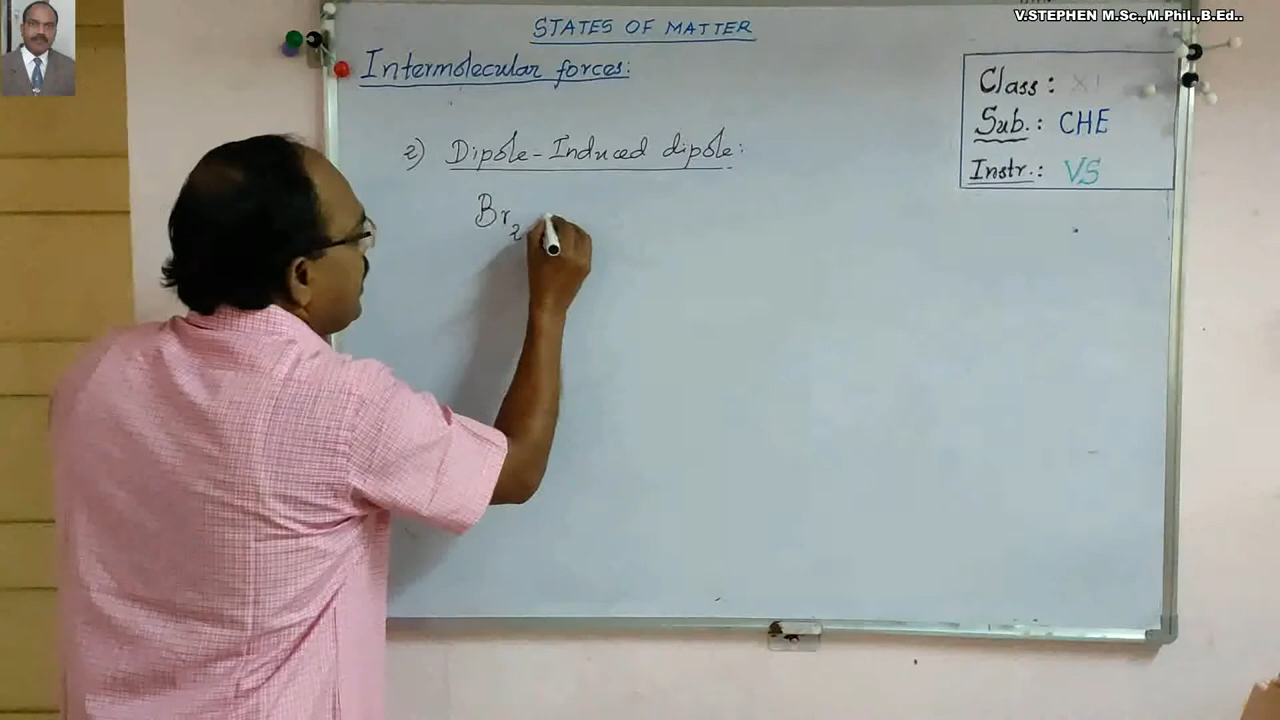 V.STEPHEN M.Sc.,M.Phil.,B.Ed..
STATES OF MATTER
Intermolecular forces:
Class: XI
Sub.: CHE
Instr.: VS
2) Dipole-Induced dipole:
Br2